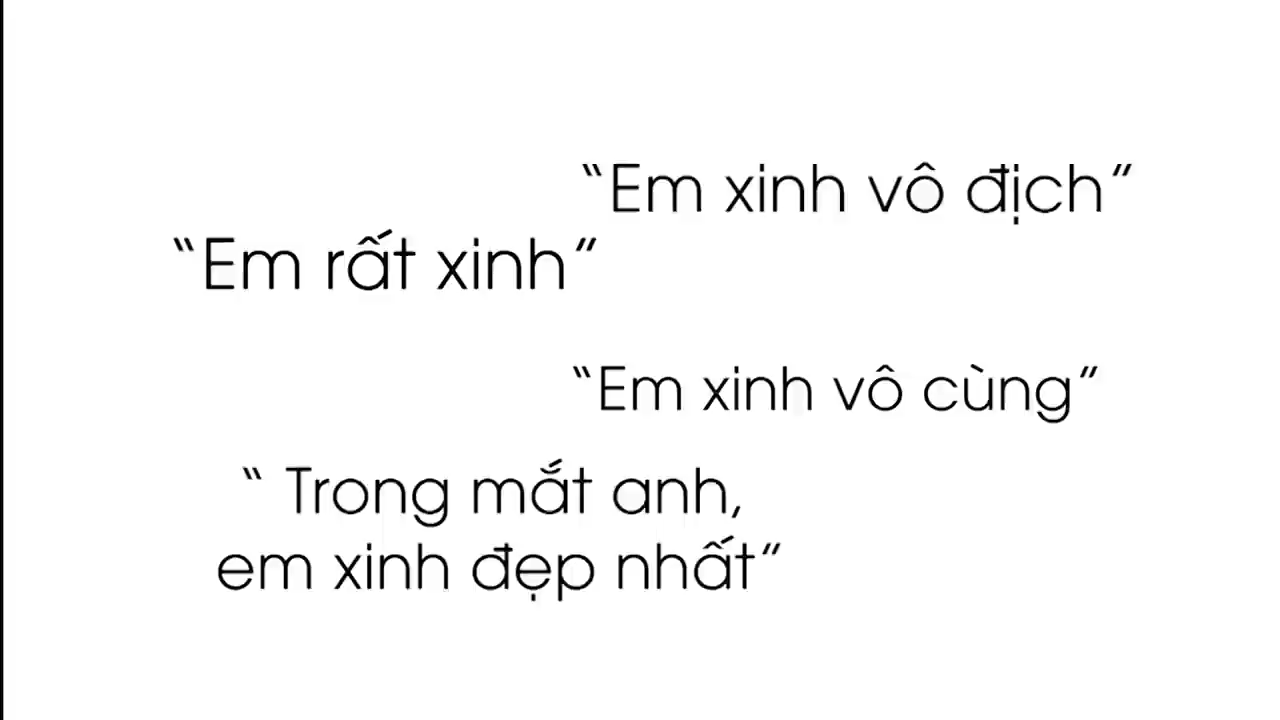 “Em xinh vô địch”
“Em rất xinh”
“Em xinh vô cùng”
“ Trong mắt anh,
em xinh đẹp nhất”